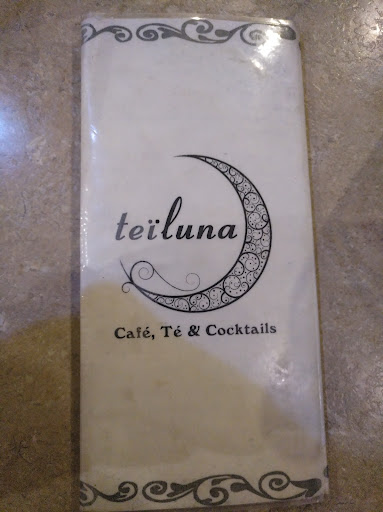 teïluna
Café, Té & Cocktails